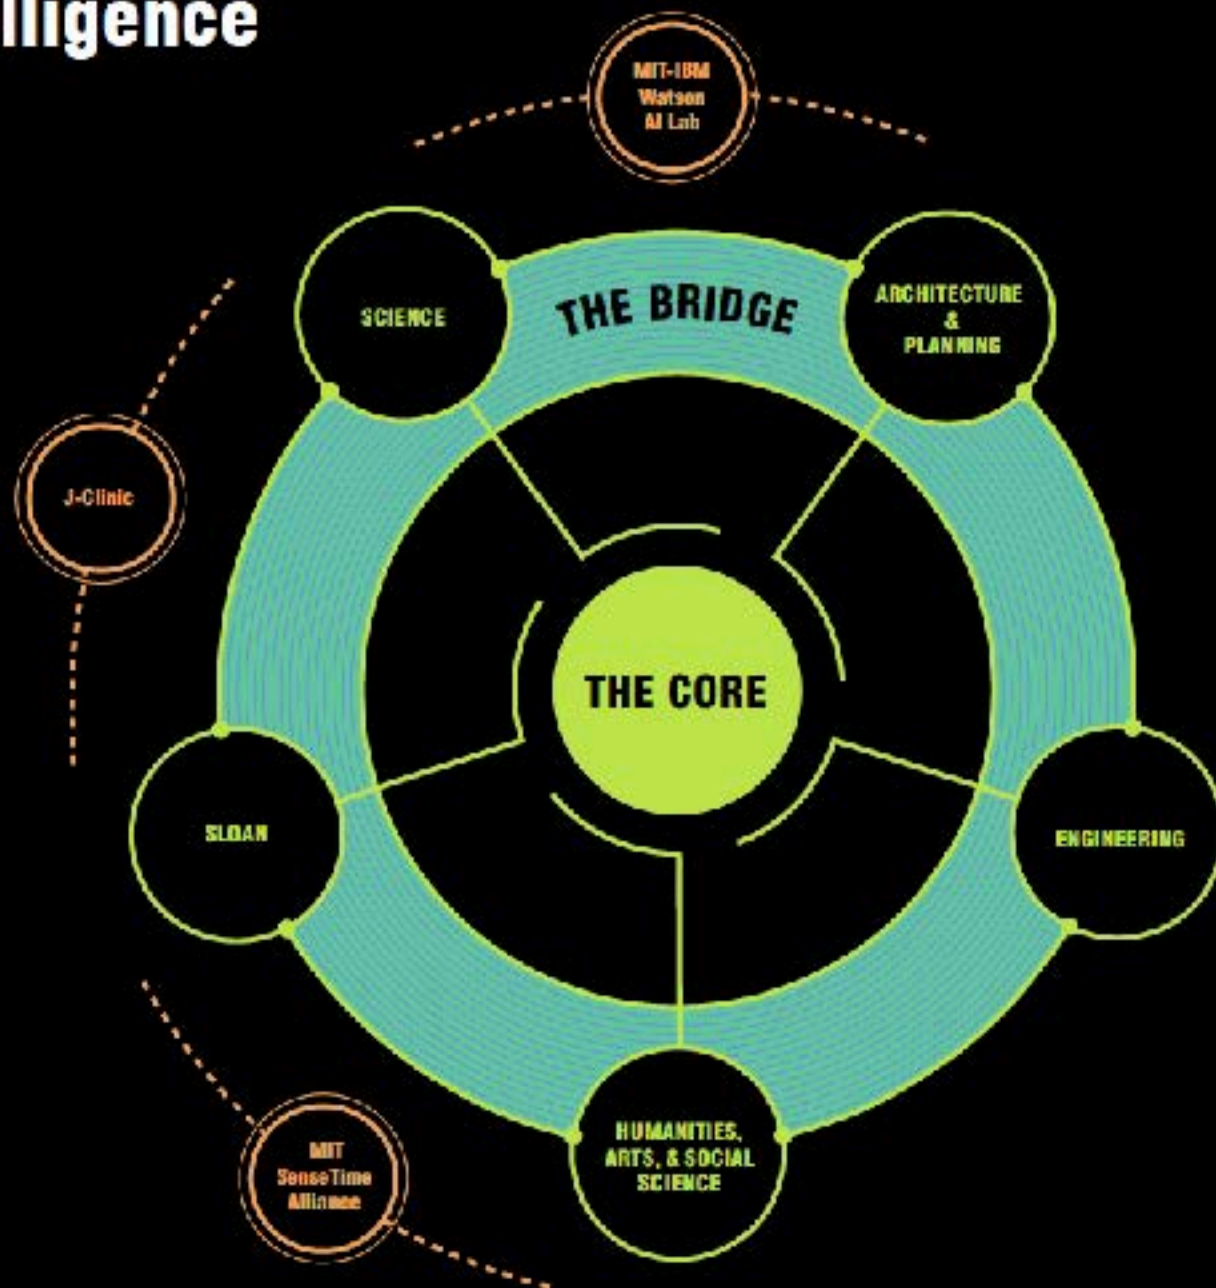 lligence
MIT-IBM
Watson
AI Lab
SCIENCE
THE BRIDGE
ARCHITECTURE
&
PLANNING
J-Clinic
THE CORE
SLOAN
ENGINEERING
HUMANITIES,
ARTS, & SOCIAL
SCIENCE
MIT
SenseTime
Alliance